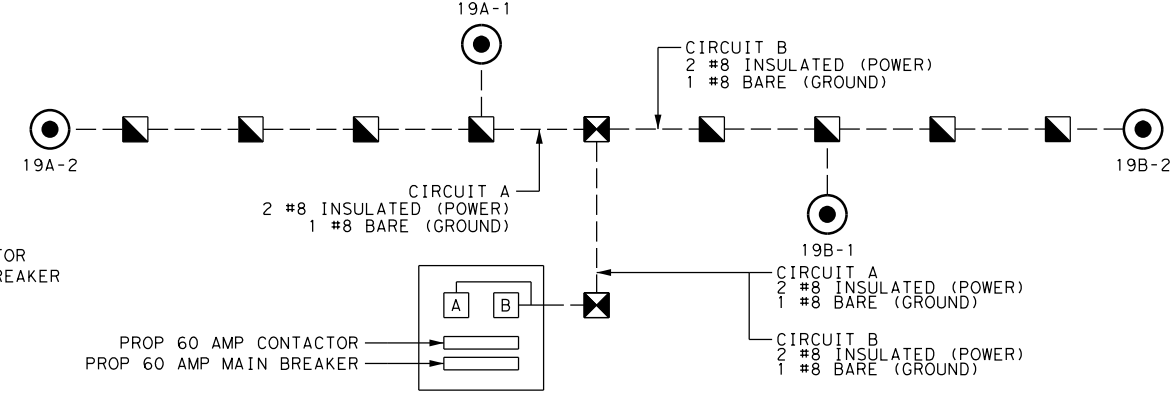 19A-1
CIRCUIT B
2 #8 INSULATED (POWER)
1 #8 BARE (GROUND)
19A-2
19B-2
CIRCUIT A
2 #8 INSULATED (POWER)
1 #8 BARE (GROUND)
19B-1
TOR
REAKER
CIRCUIT A
2 #8 INSULATED (POWER)
1 #8 BARE (GROUND)
A
B
PROP 60 AMP CONTACTOR
PROP 60 AMP MAIN BREAKER
CIRCUIT B
2 #8 INSULATED (POWER)
1 #8 BARE (GROUND)